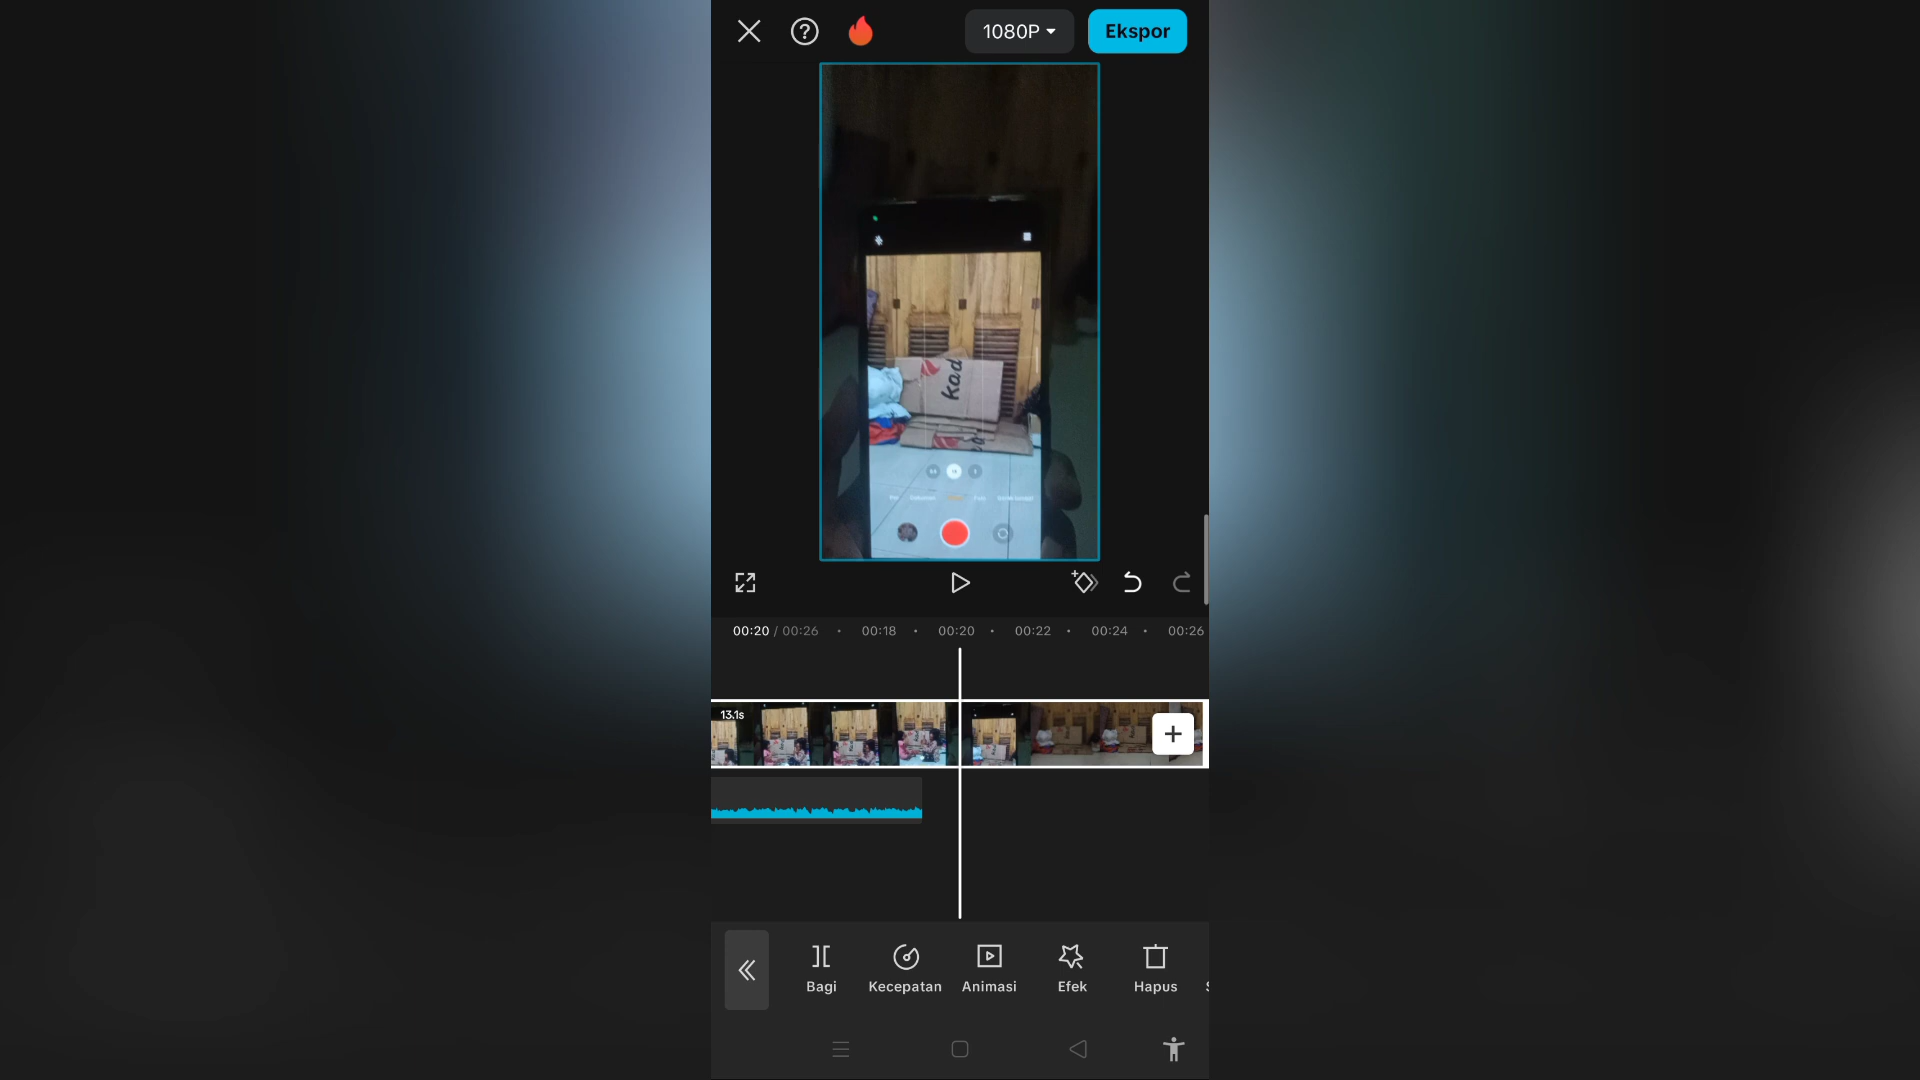 1080P
Ekspor
kad
00:20 / 00:26
00:18
00:20
00:22
00:24
00:26
13.1s
Bagi
Kecepatan
Animasi
Efek
Hapus